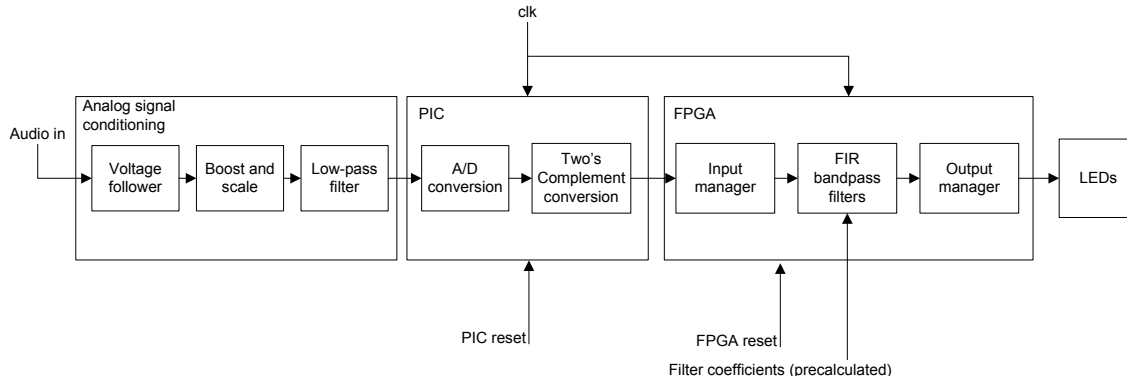 clk
Analog signal
conditioning
PIC
FPGA
Audio in
Voltage
follower
Boost and
scale
Low-pass
filter
A/D
conversion
Two's
Complement
conversion
Input
manager
FIR
bandpass
filters
Output
manager
LEDs
PIC reset
FPGA reset
Filter coefficients (precalculated)